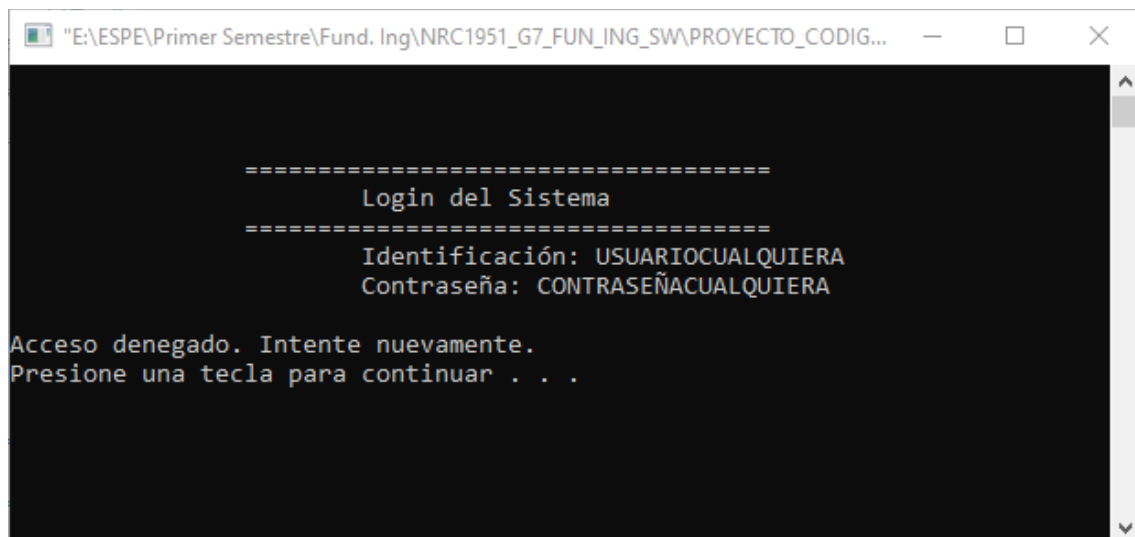 "E:\ESPE\Primer Semestre\Fund. Ing\NRC1951_G7_FUN_ING_SW\PROYECTO_CODIG...
=====================================
Login del Sistema
=====================================
Identificación: USUARIOCUALQUIERA
Contraseña: CONTRASEÑACUALQUIERA
Acceso denegado. Intente nuevamente.
Presione una tecla para continuar . . .